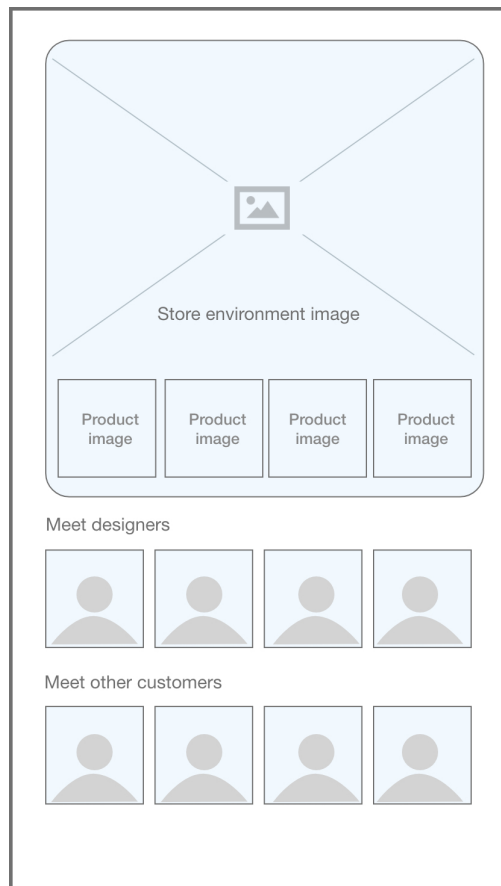 Store environment image
Product
image
Product
image
Product
image
Product
image
Meet designers
Meet other customers